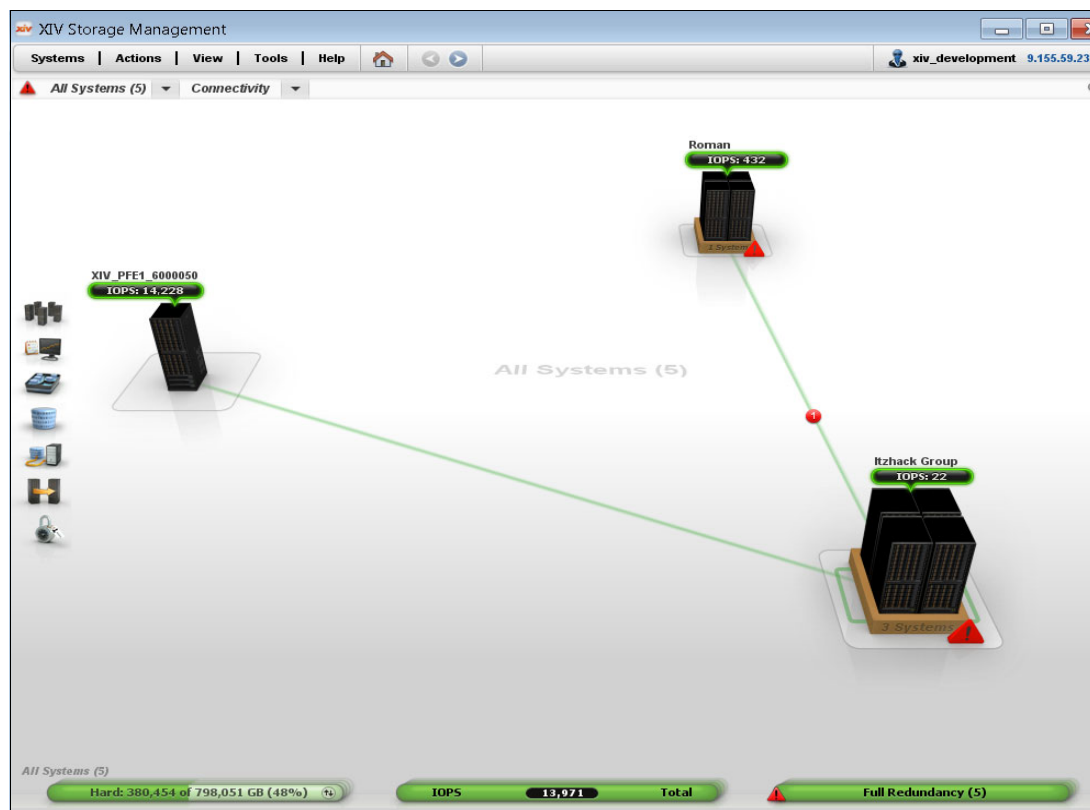 XIV XIV Storage Management
Systems | Actions | View | Tools | Help xiv_development 9.155.59.23
All Systems (5) Connectivity
Roman
IOPS: 432
1 System
XIV_PFE1_6000050
IOPS: 14,228
All Systems (5)
1
Itzhack Group
IOPS: 22
3 Systems
All Systems (5)
Hard: 380,454 of 798,051 GB (48%) IOPS 13,971 Total Full Redundancy (5)